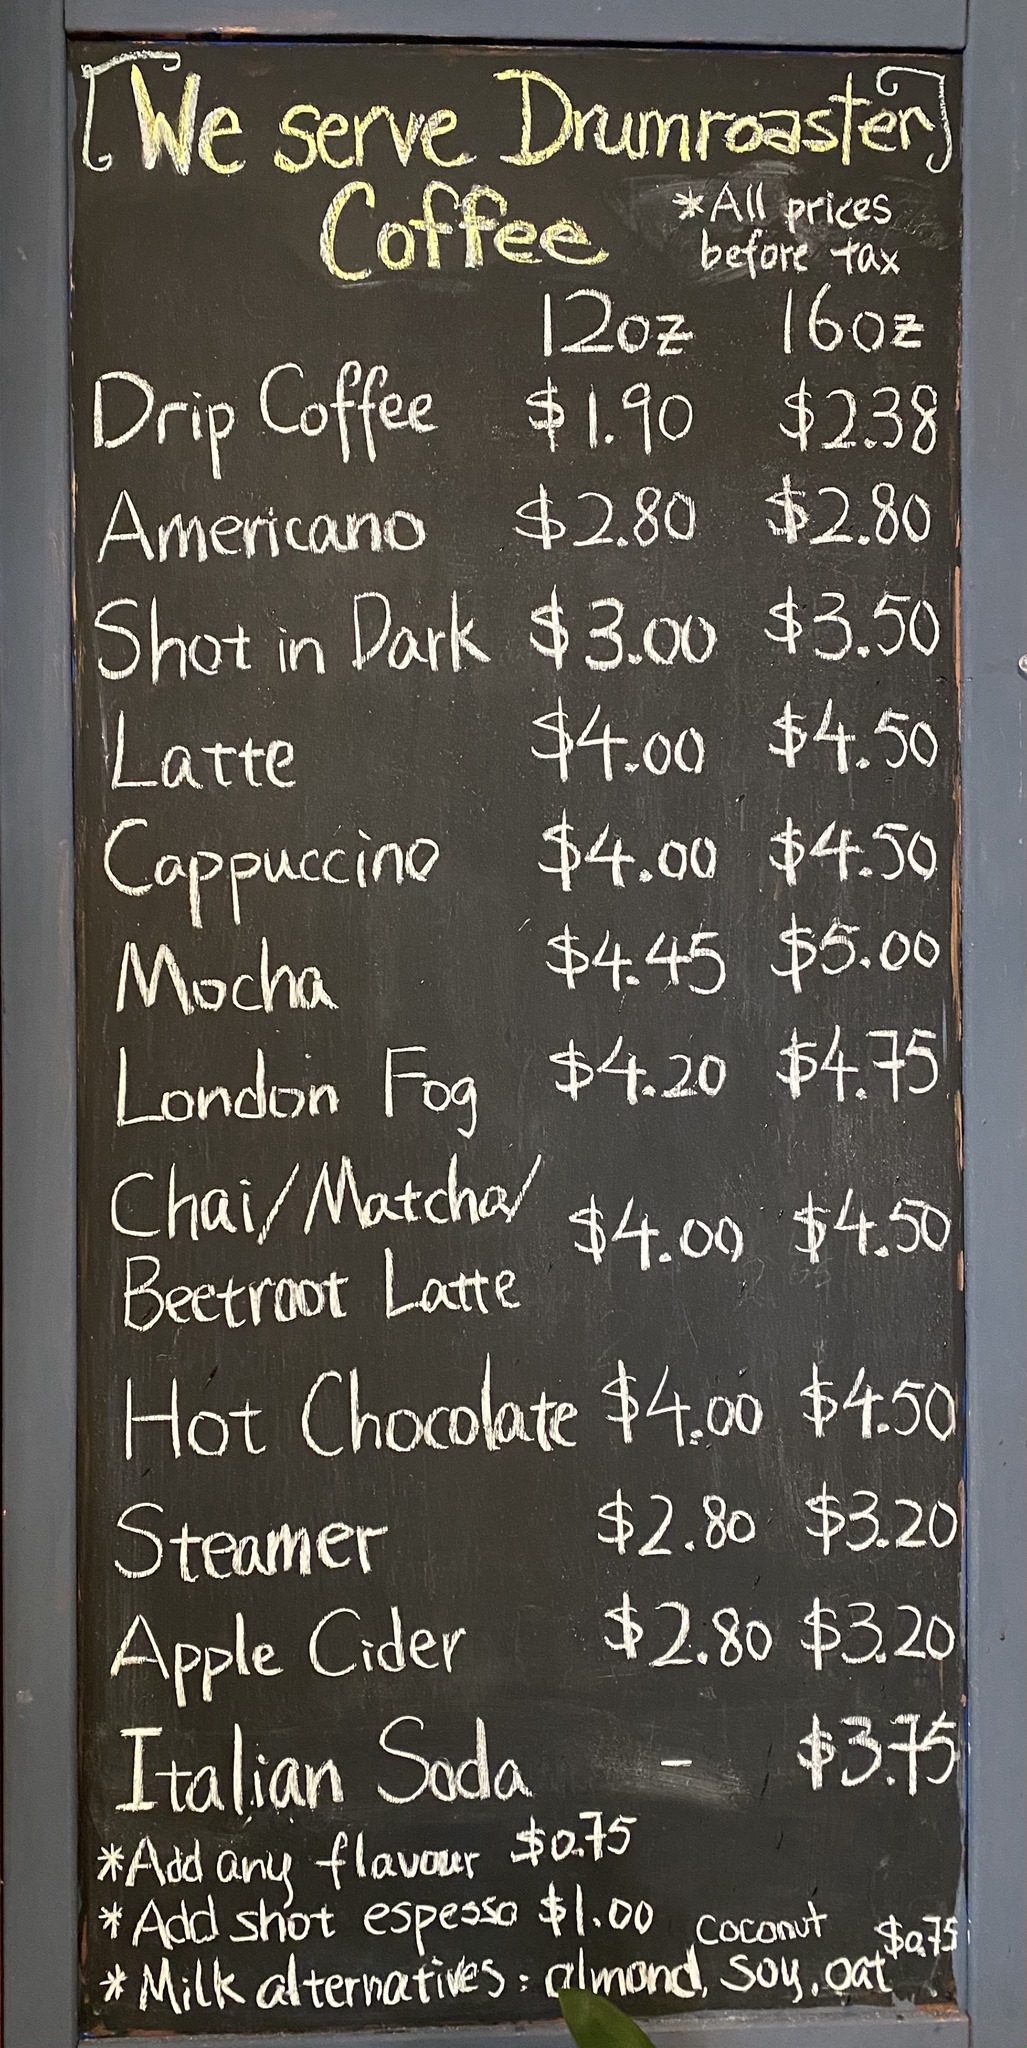 We serve Drumroaster
Coffee
*All prices
before tax
12oz 16oz
Drip Coffee $1.90 $2.38
Americano $2.80 $2.80
Shot in Dark $3.00 $3.50
Latte $4.00 $4.50
Cappuccino $4.00 $4.50
Mocha $4.45 $5.00
London Fog $4.20 $4.75
Chai/Matcha/
Beetroot Latte $4.00 $4.50
Hot Chocolate $4.00 $4.50
Steamer $2.80 $3.20
Apple Cider $2.80 $3.20
Italian Soda - $3.75
*Add any flavour $0.75
*Add shot espesso $1.00
coconut $0.75
*Milk alternatives: almond, soy, oat